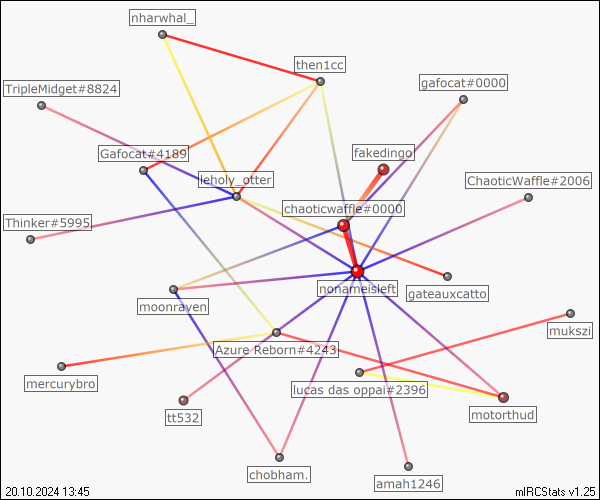 nharwhal_
then1cc
gafocat#0000
TripleMidget#8824
fakedingo
Gafocat#4189
leholy_otter
ChaoticWaffle#2006
chaoticwaffle#0000
Thinker#5995
nonameisleft
gateauxcatto
moonraven
mukszi
Azure Reborn#4243
mercurybro
lucas das oppai#2396
tt532
motorthud
chobham.
amah1246
20.10.2024 13:45
mIRCStats v1.25